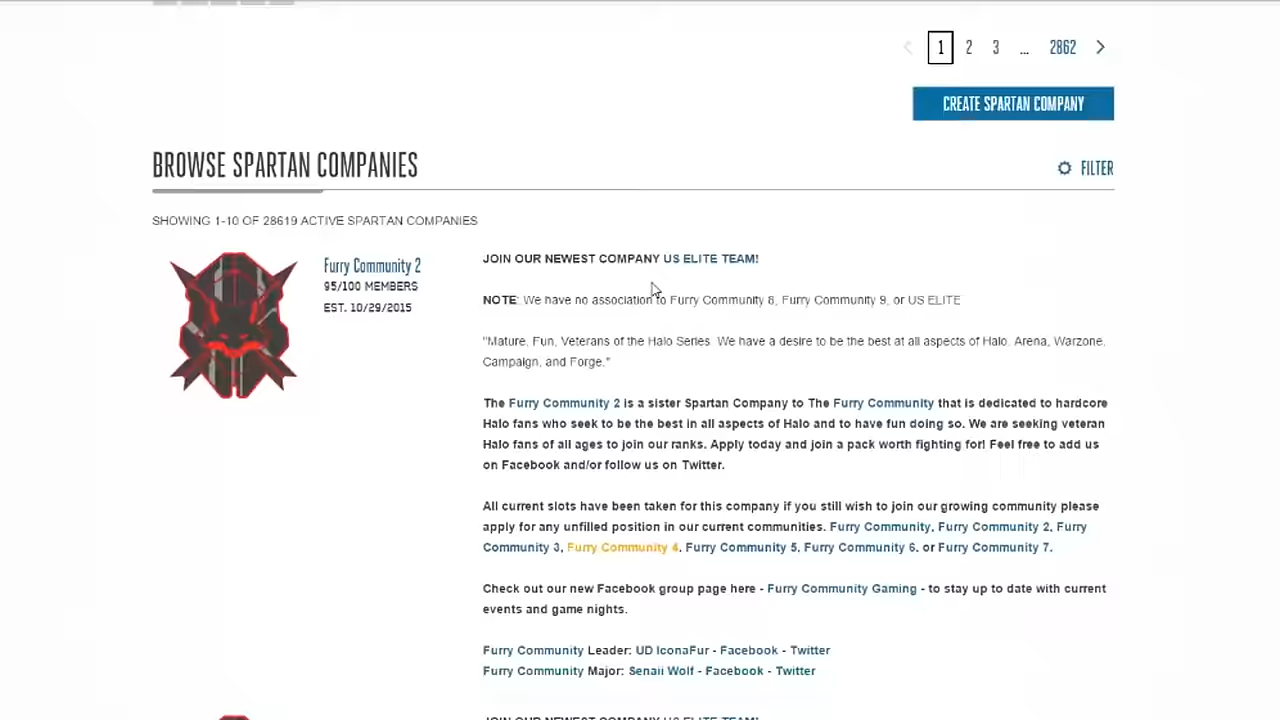 1 2 3 ... 2862
CREATE SPARTAN COMPANY
BROWSE SPARTAN COMPANIES
FILTER
SHOWING 1-10 OF 28619 ACTIVE SPARTAN COMPANIES
Furry Community 2
95/100 MEMBERS
EST. 10/29/2015
JOIN OUR NEWEST COMPANY US ELITE TEAM!
NOTE: We have no association to Furry Community 8, Furry Community 9, or US ELITE
"Mature, Fun, Veterans of the Halo Series. We have a desire to be the best at all aspects of Halo, Arena, Warzone,
Campaign, and Forge."
The Furry Community 2 is a sister Spartan Company to The Furry Community that is dedicated to hardcore
Halo fans who seek to be the best in all aspects of Halo and to have fun doing so. We are seeking veteran
Halo fans of all ages to join our ranks. Apply today and join a pack worth fighting for! Feel free to add us
on Facebook and/or follow us on Twitter.
All current slots have been taken for this company if you still wish to join our growing community please
apply for any unfilled position in our current communities. Furry Community, Furry Community 2, Furry
Community 3, Furry Community 4, Furry Community 5, Furry Community 6, or Furry Community 7.
Check out our new Facebook group page here - Furry Community Gaming - to stay up to date with current
events and game nights.
Furry Community Leader: UD IconaFur - Facebook - Twitter
Furry Community Major: Senaii Wolf - Facebook - Twitter
JOIN OUR NEWEST COMPANY US ELITE TEAM!